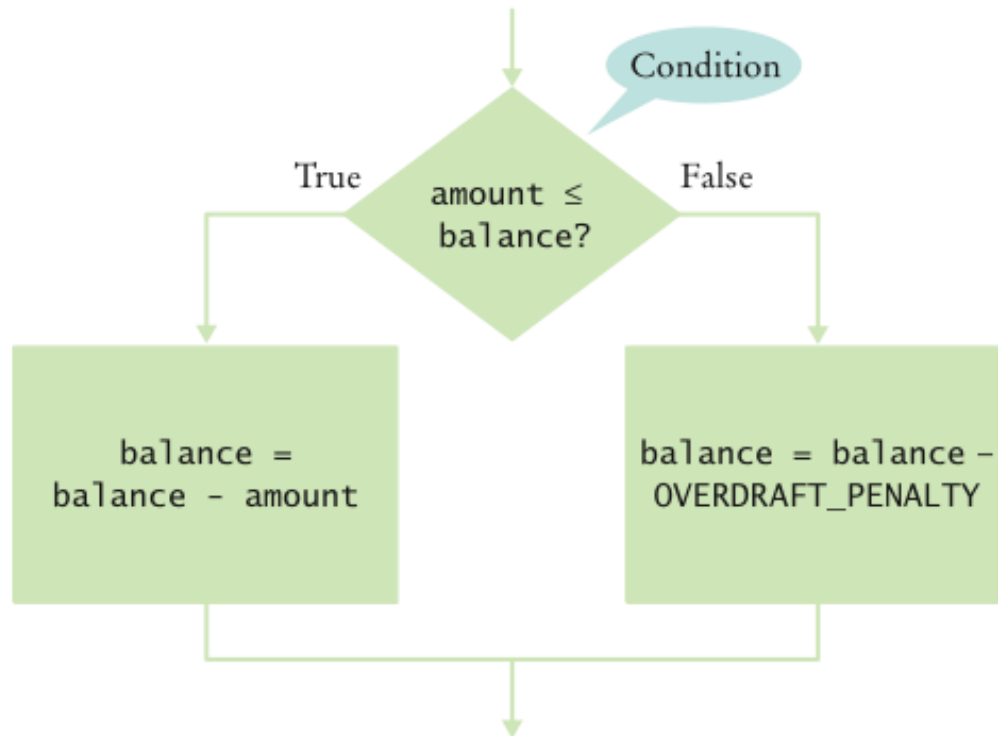 Condition
True
False
amount ≤
balance?
balance =
balance - amount
balance = balance -
OVERDRAFT_PENALTY